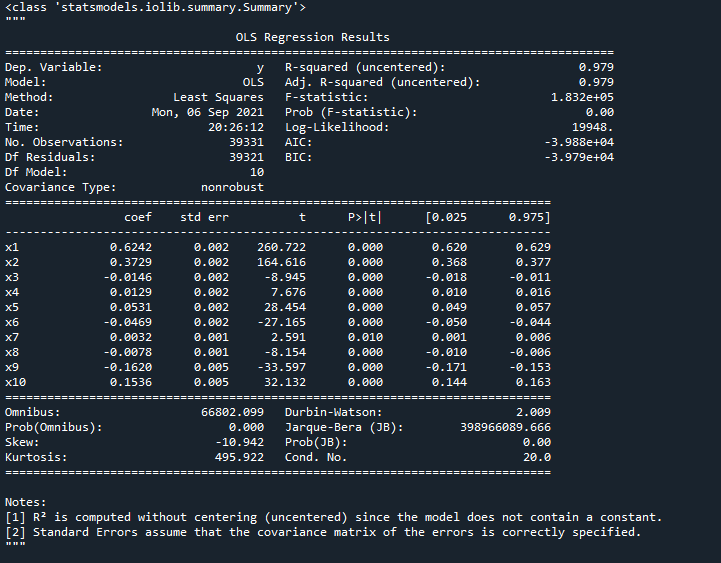 <class 'statsmodels.iolib.summary.Summary'>
"""
                                 OLS Regression Results
=======================================================================================
Dep. Variable:                      y   R-squared (uncentered):                   0.979
Model:                            OLS   Adj. R-squared (uncentered):              0.979
Method:                 Least Squares   F-statistic:                          1.832e+05
Date:                Mon, 06 Sep 2021   Prob (F-statistic):                        0.00
Time:                        20:26:12   Log-Likelihood:                          19948.
No. Observations:               39331   AIC:                                 -3.988e+04
Df Residuals:                   39321   BIC:                                 -3.979e+04
Df Model:                          10
Covariance Type:            nonrobust
==============================================================================
                 coef    std err          t      P>|t|      [0.025      0.975]
------------------------------------------------------------------------------
x1             0.6242      0.002    260.722      0.000       0.620       0.629
x2             0.3729      0.002    164.616      0.000       0.368       0.377
x3            -0.0146      0.002     -8.945      0.000      -0.018      -0.011
x4             0.0129      0.002      7.676      0.000       0.010       0.016
x5             0.0531      0.002     28.454      0.000       0.049       0.057
x6            -0.0469      0.002    -27.165      0.000      -0.050      -0.044
x7             0.0032      0.001      2.591      0.010       0.001       0.006
x8            -0.0078      0.001     -8.154      0.000      -0.010      -0.006
x9            -0.1620      0.005    -33.597      0.000      -0.171      -0.153
x10            0.1536      0.005     32.132      0.000       0.144       0.163
==============================================================================
Omnibus:                    66802.099   Durbin-Watson:                   2.009
Prob(Omnibus):                  0.000   Jarque-Bera (JB):        398966089.666
Skew:                         -10.942   Prob(JB):                         0.00
Kurtosis:                     495.922   Cond. No.                         20.0
==============================================================================
Notes:
[1] R² is computed without centering (uncentered) since the model does not contain a constant.
[2] Standard Errors assume that the covariance matrix of the errors is correctly specified.
"""